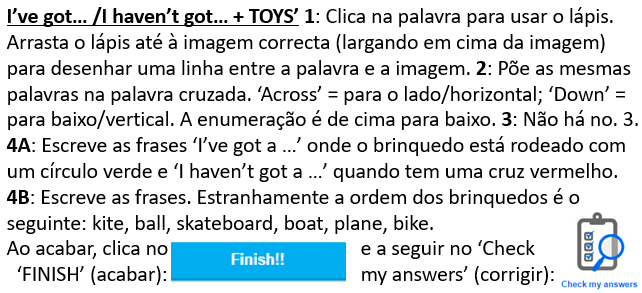 I’ve got... /I haven’t got... + TOYS’ 1: Clica na palavra para usar o lápis.
Arrasta o lápis até à imagem correcta (largando em cima da imagem)
para desenhar uma linha entre a palavra e a imagem. 2: Põe as mesmas
palavras na palavra cruzada. ‘Across’ = para o lado/horizontal; ‘Down’ =
para baixo/vertical. A enumeração é de cima para baixo. 3: Não há no. 3.
4A: Escreve as frases ‘I’ve got a ...’ onde o brinquedo está rodeado com
um círculo verde e ‘I haven’t got a ...’ quando tem uma cruz vermelho.
4B: Escreve as frases. Estranhamente a ordem dos brinquedos é o
seguinte: kite, ball, skateboard, boat, plane, bike.
Ao acabar, clica no Finish!! e a seguir no ‘Check
‘FINISH’ (acabar): my answers’ (corrigir):
Check my answers